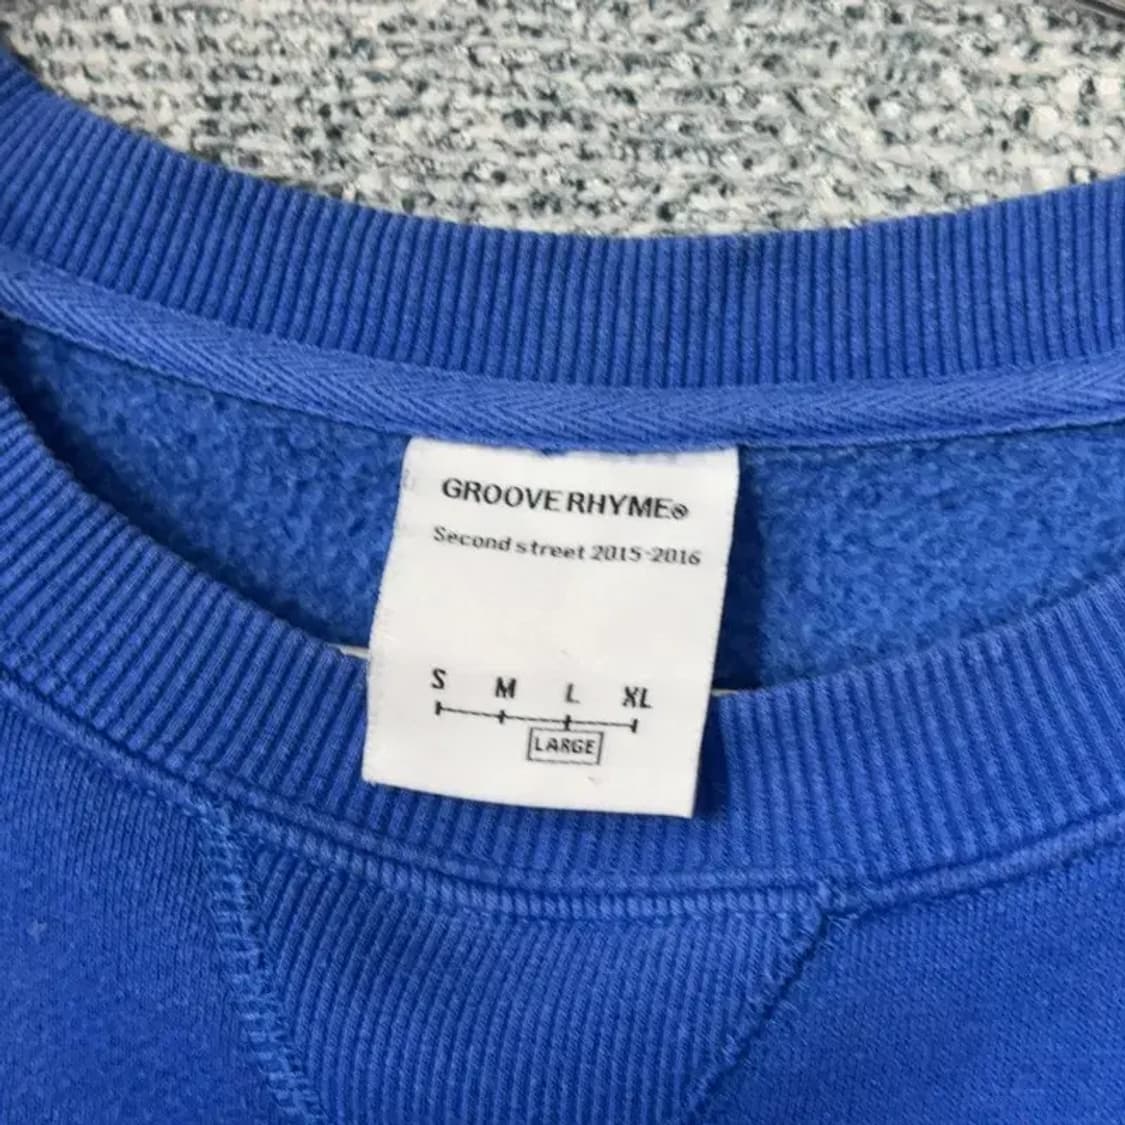 GROOVE RHYME®
Second street 2015-2016
S M L XL
LARGE